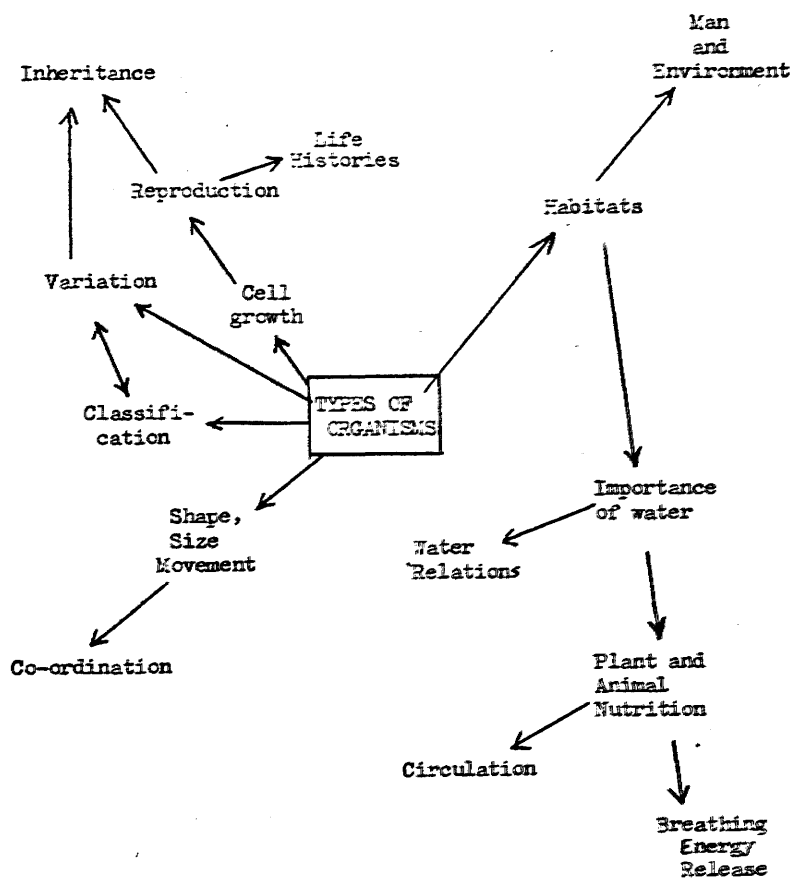 Man
and
Environment
Inheritance
Life
Histories
Reproduction
Habitats
Variation
Cell
growth
TYPES OF
ORGANISMS
Classifi-
cation
Importance
of water
Shape,
Size
Movement
Water
Relations
Co-ordination
Plant and
Animal
Nutrition
Circulation
Breathing
Energy
Release